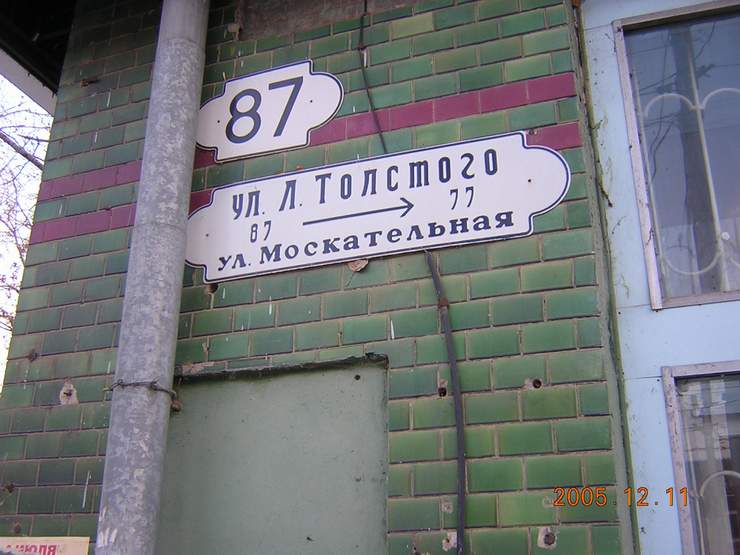 87
ул. Л. Толстого
87 77
ул. Москательная
2005.12.11